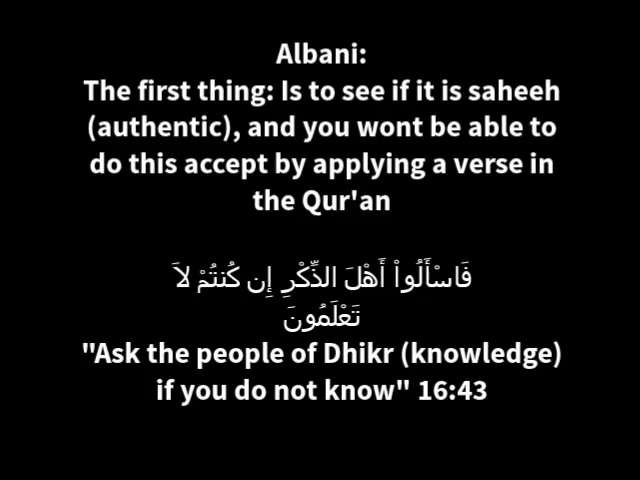 Albani:
The first thing: Is to see if it is saheeh
(authentic), and you wont be able to
do this accept by applying a verse in
the Qur'an
فَاسْأَلُواْ أَهْلَ الذِّكْرِ إِن كُنتُمْ لاَ
تَعْلَمُونَ
"Ask the people of Dhikr (knowledge)
if you do not know" 16:43